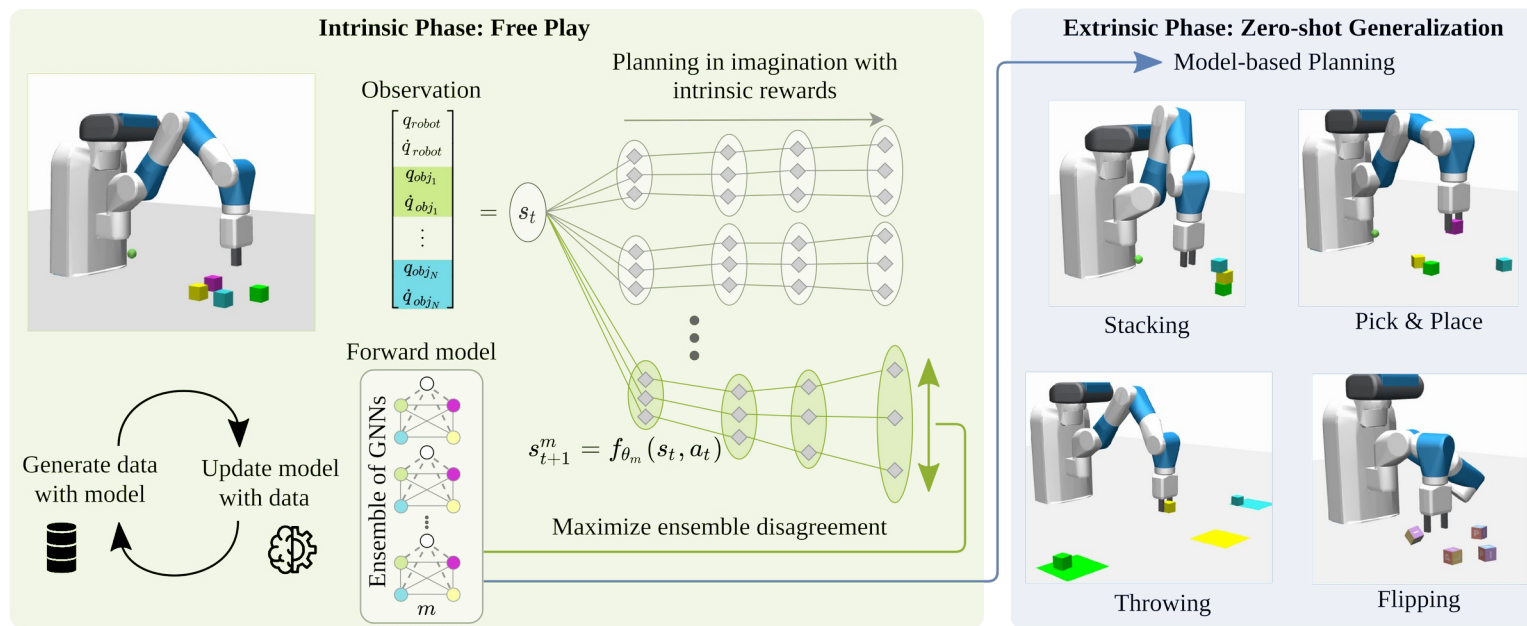 Intrinsic Phase: Free Play
Observation
q_robot
q̇_robot
q_obj₁
q̇_obj₁
⋮
q_obj_N
q̇_obj_N
= s_t
Planning in imagination with
intrinsic rewards
Forward model
Ensemble of GNNs
m
s^m_{t+1} = f_{θ_m}(s_t, a_t)
Maximize ensemble disagreement
Generate data
with model
Update model
with data
Extrinsic Phase: Zero-shot Generalization
Model-based Planning
Stacking
Pick & Place
Throwing
Flipping